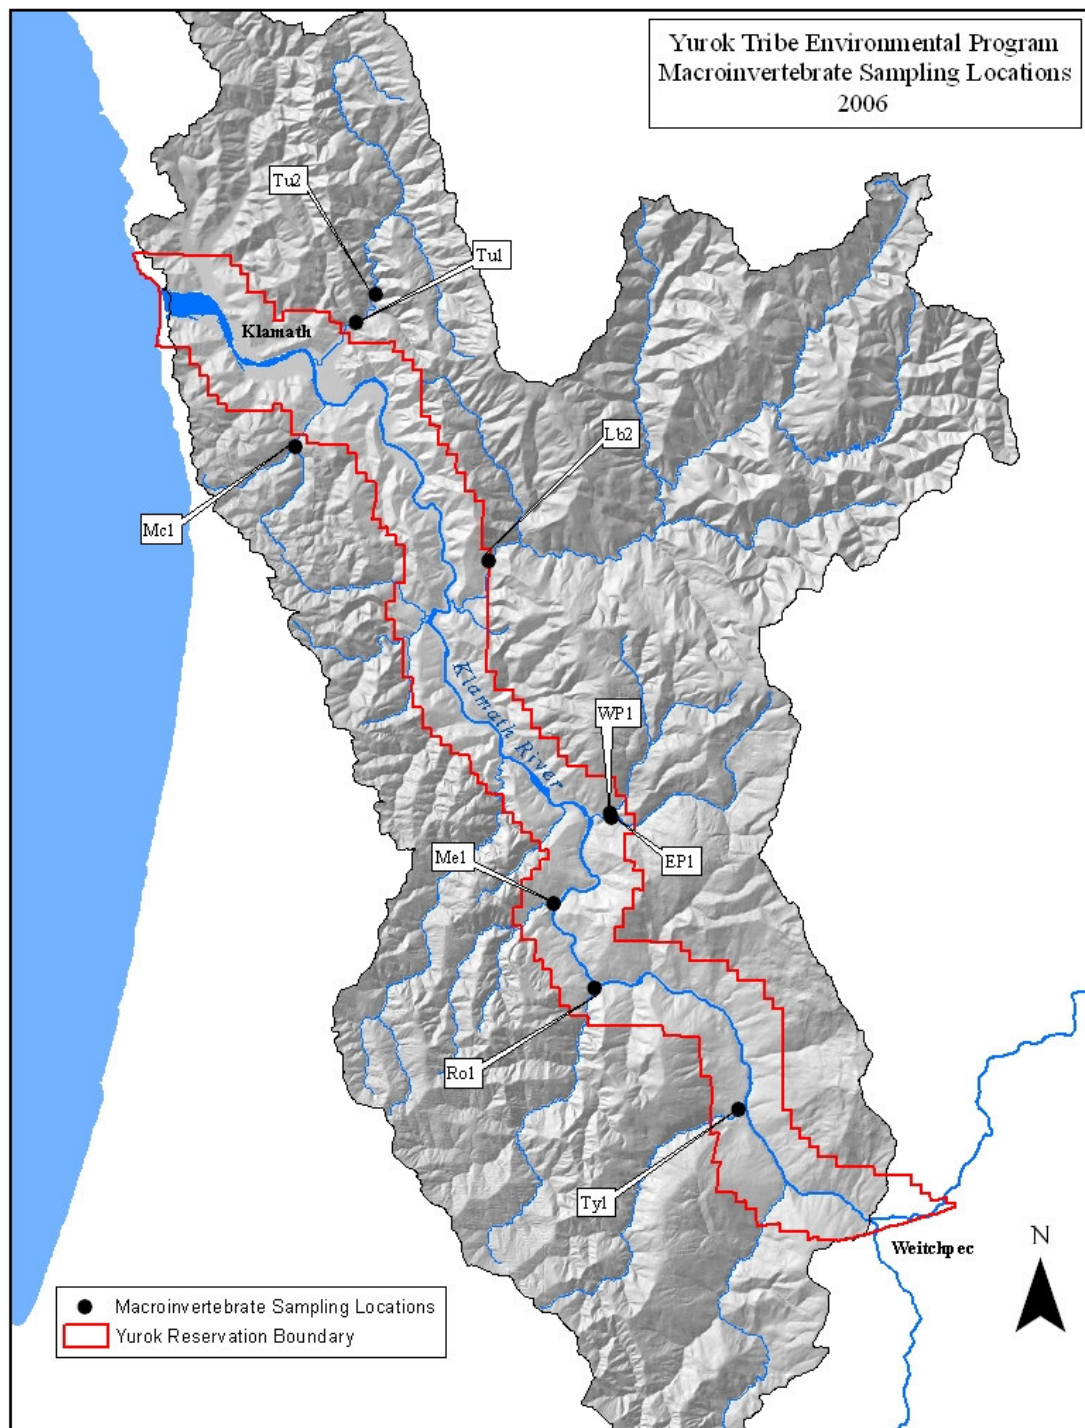 Yurok Tribe Environmental Program
Macroinvertebrate Sampling Locations
2006
Tu2
Tu1
Klamath
Lb2
Mc1
Klamath River
WP1
Me1
EP1
Ro1
Ty1
Weitchpec
N
Macroinvertebrate Sampling Locations
Yurok Reservation Boundary